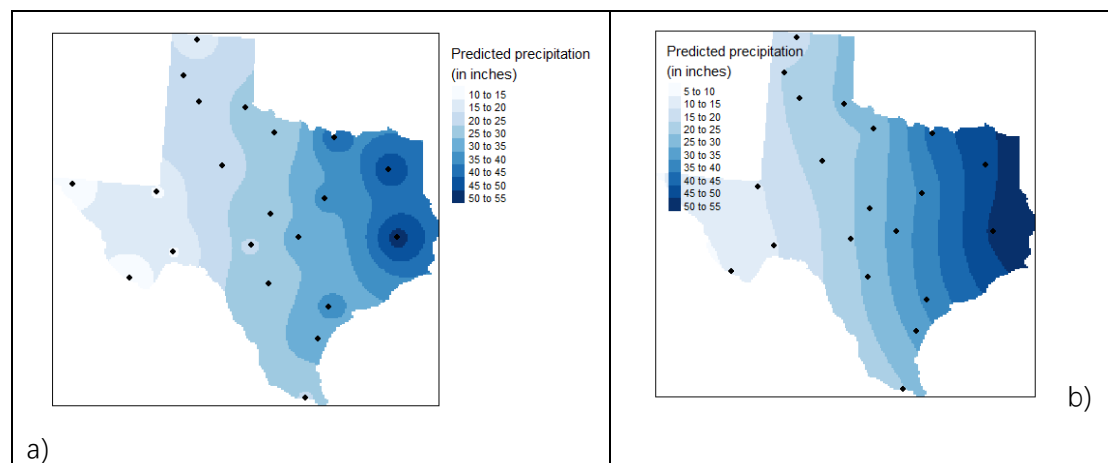 Predicted precipitation
(in inches)
10 to 15
15 to 20
20 to 25
25 to 30
30 to 35
35 to 40
40 to 45
45 to 50
50 to 55
a)
Predicted precipitation
(in inches)
5 to 10
10 to 15
15 to 20
20 to 25
25 to 30
30 to 35
35 to 40
40 to 45
45 to 50
50 to 55
b)